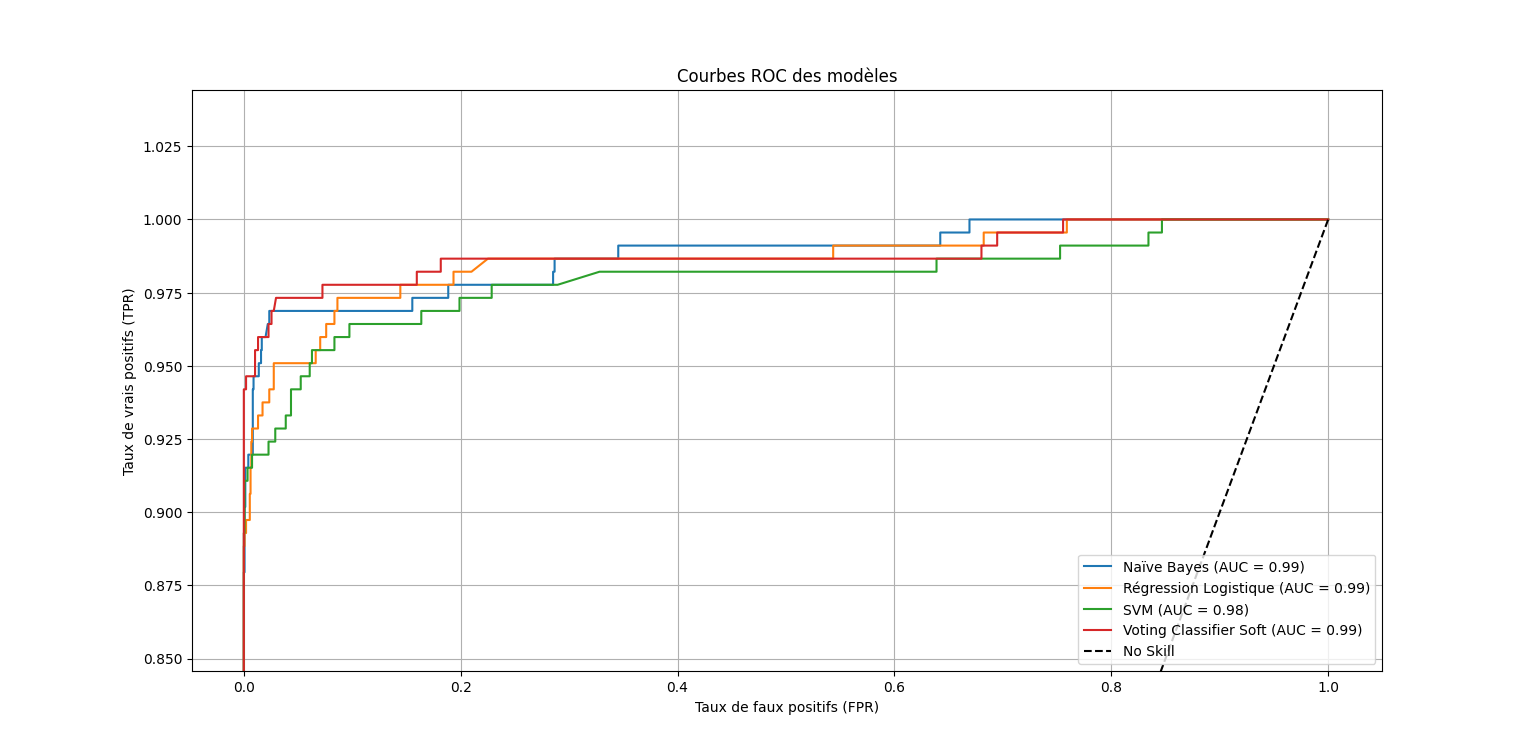 Courbes ROC des modèles
Taux de vrais positifs (TPR)
1.025
1.000
0.975
0.950
0.925
0.900
0.875
0.850
0.0 0.2 0.4 0.6 0.8 1.0
Taux de faux positifs (FPR)
Naïve Bayes (AUC = 0.99)
Régression Logistique (AUC = 0.99)
SVM (AUC = 0.98)
Voting Classifier Soft (AUC = 0.99)
No Skill